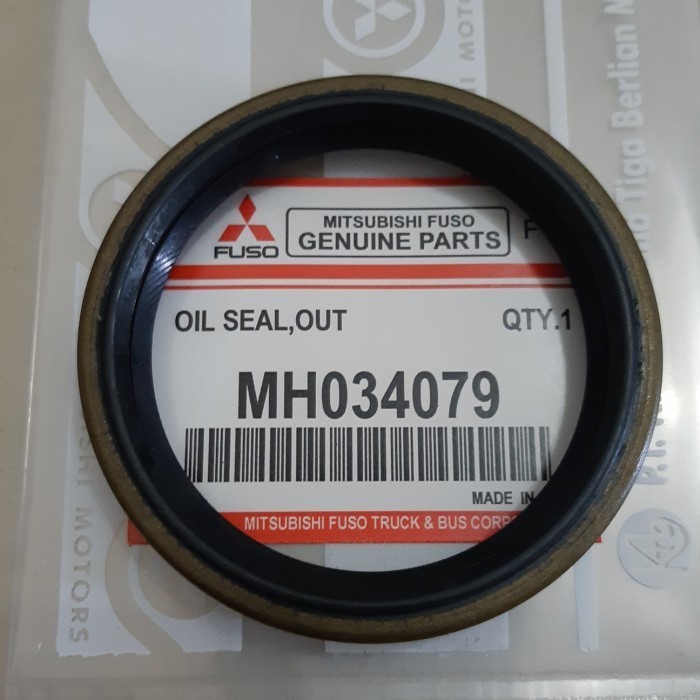 MITSUBISHI FUSO
GENUINE PARTS
FUSO
OIL SEAL,OUT
QTY.1
MH034079
MADE IN
MITSUBISHI FUSO TRUCK & BUS
Tiga Berlian
MOTORS
KTB